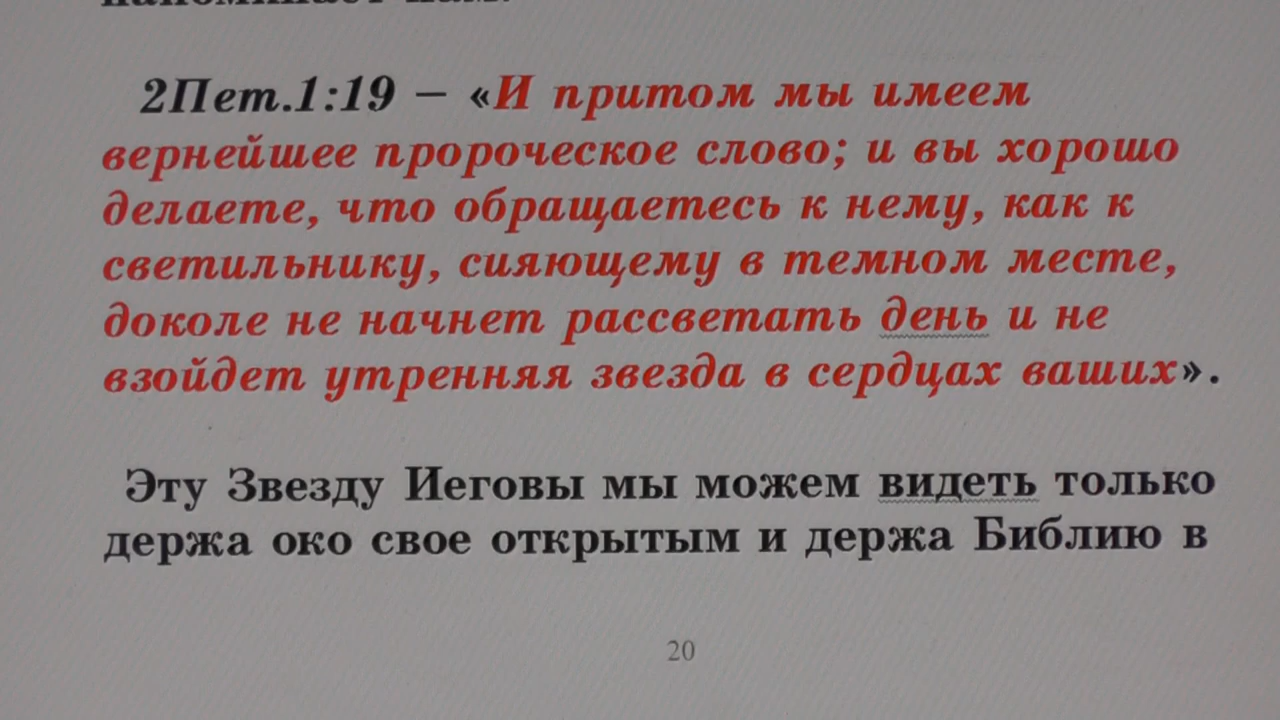 2Пет.1:19 – «И притом мы имеем
вернейшее пророческое слово; и вы хорошо
делаете, что обращаетесь к нему, как к
светильнику, сияющему в темном месте,
доколе не начнет рассветать день и не
взойдет утренняя звезда в сердцах ваших».
Эту Звезду Иеговы мы можем видеть только
держа око свое открытым и держа Библию в
20